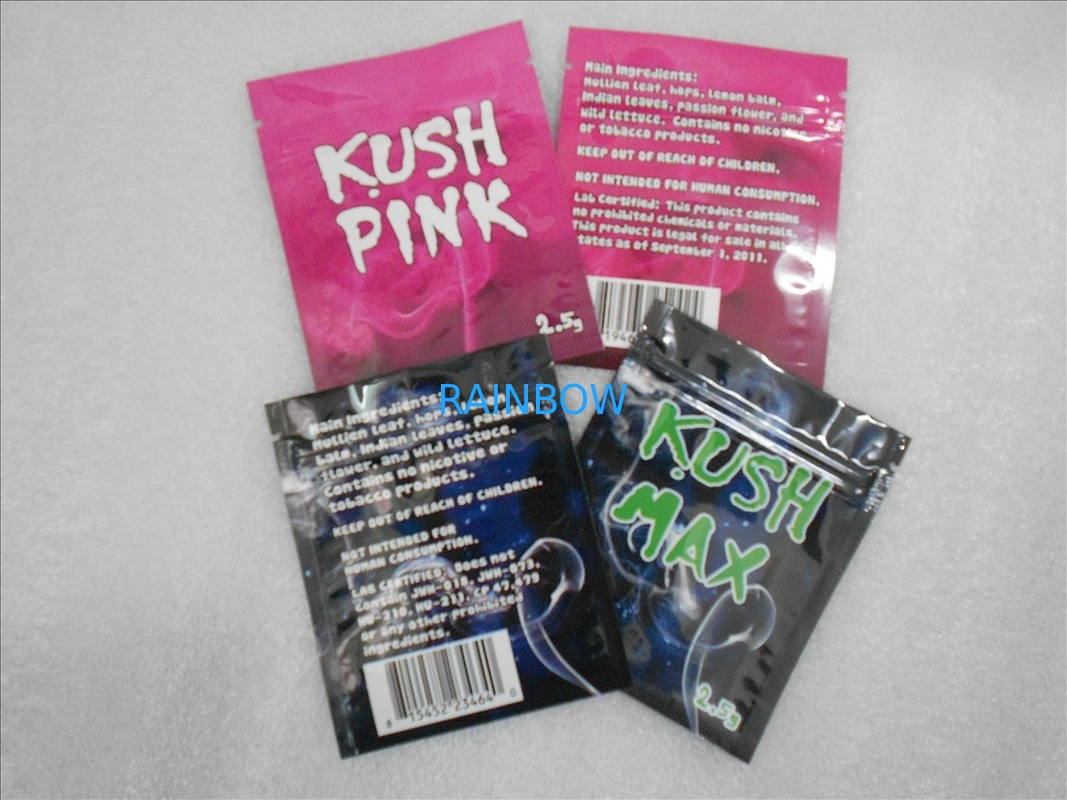 KUSH
PINK
2.5g
Main Ingredients:
Mullien leaf, hops, lemon balm,
Indian leaves, passion flower, and
wild lettuce. Contains no nicotine
or tobacco products.
KEEP OUT OF REACH OF CHILDREN.
NOT INTENDED FOR HUMAN CONSUMPTION.
Lab Certified: This product contains
no prohibited chemicals or materials.
This product is legal for sale in all
states as of September 1, 2011.
RAINBOW
Main Ingredients:
Mullien leaf, hops,
balm, Indian leaves, passion
flower, and wild lettuce.
Contains no nicotive or
tobacco products.
KEEP OUT OF REACH OF CHILDREN.
NOT INTENDED FOR
HUMAN CONSUMPTION.
LAB CERTIFIED: Does not
contain JWH-018, JWH-073,
HU-210, HU-211, CP 47,497
or any other prohibited
ingredients.
8 15452 23464 0
KUSH
MAX
2.5g